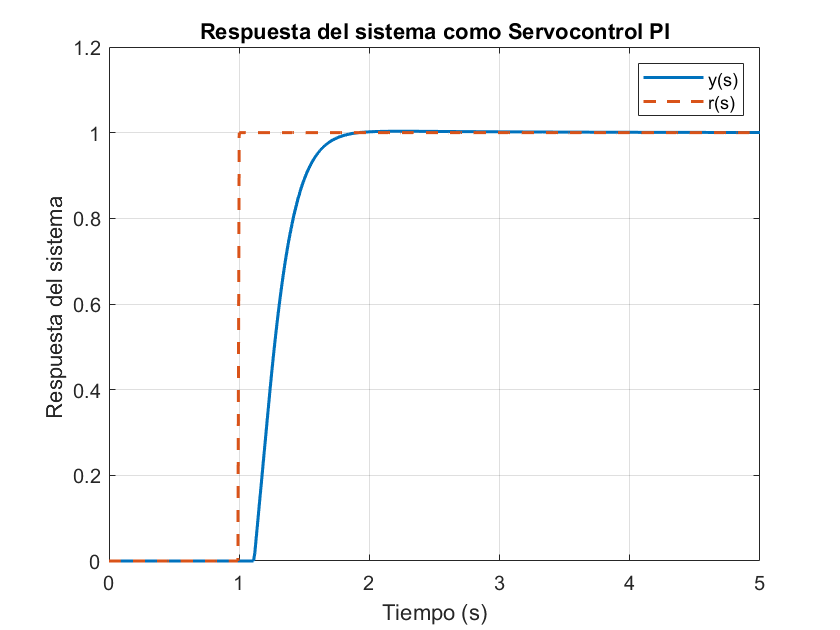 Respuesta del sistema como Servocontrol PI
y(s)
r(s)
1.2
1
0.8
0.6
0.4
0.2
0
Respuesta del sistema
0 1 2 3 4 5
Tiempo (s)